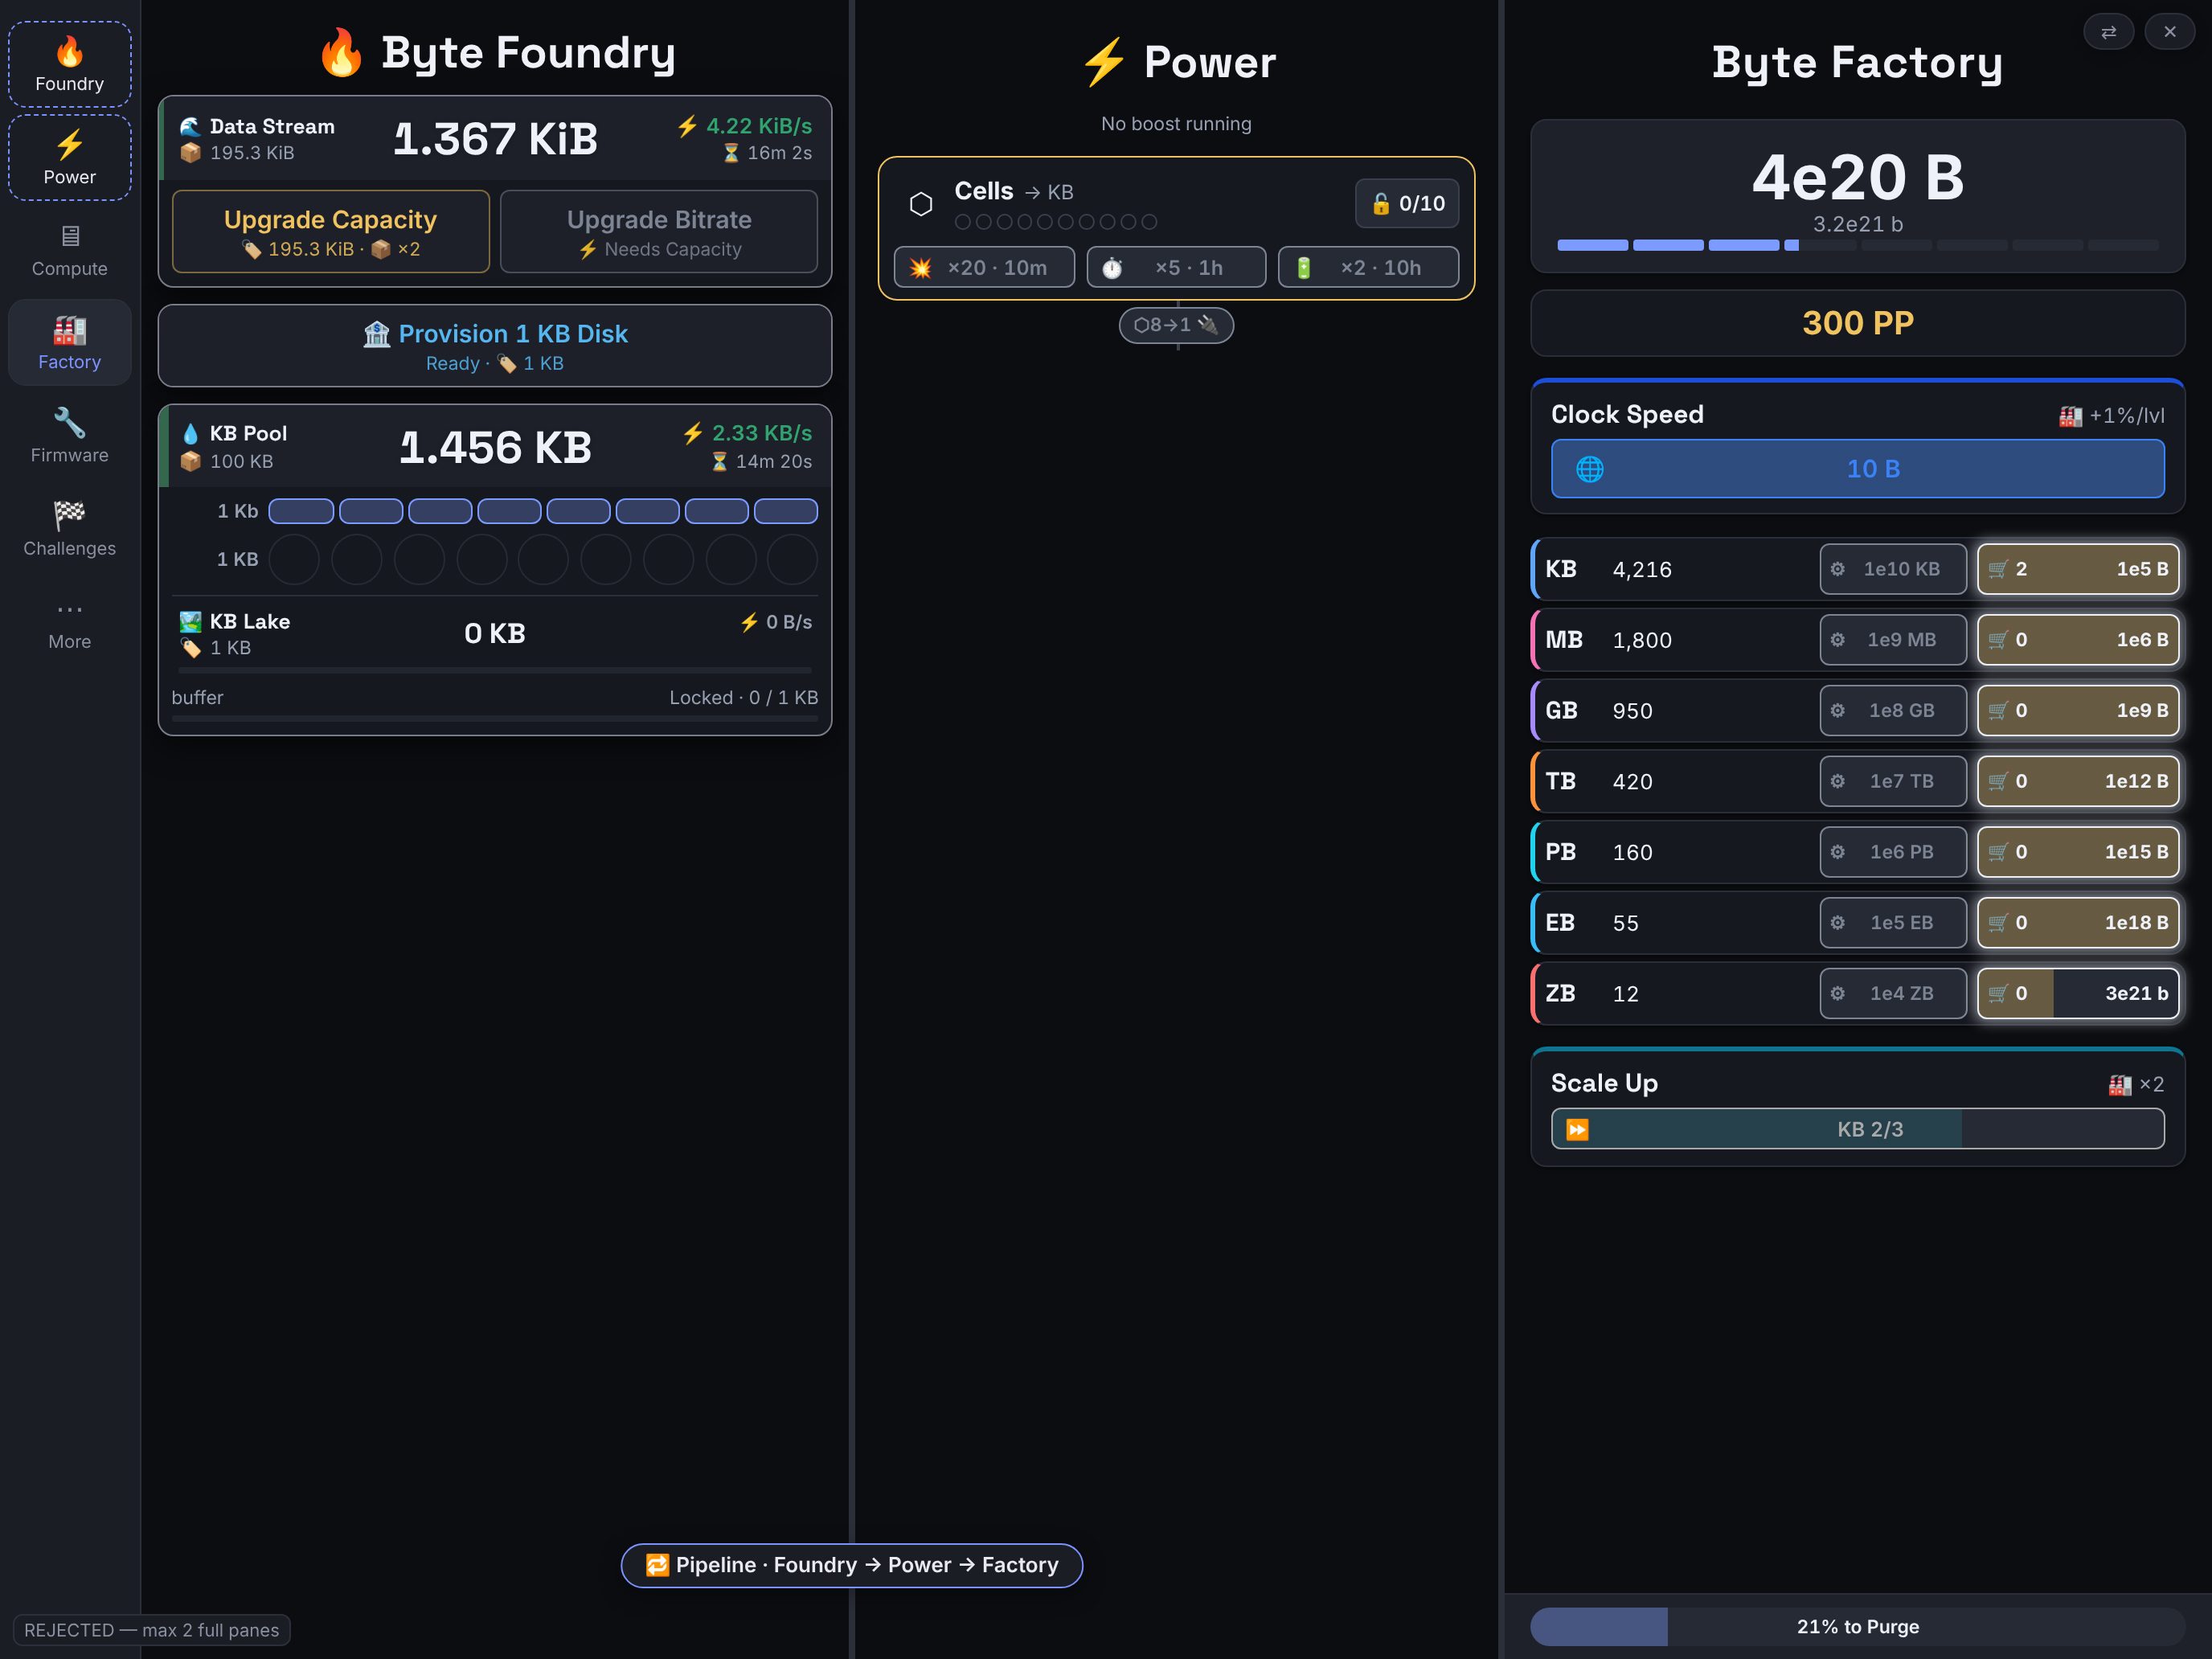 Foundry
Power
Compute
Factory
Firmware
Challenges
More
Byte Foundry
Data Stream
195.3 KiB
1.367 KiB
4.22 KiB/s
16m 2s
Upgrade Capacity
195.3 KiB · ×2
Upgrade Bitrate
Needs Capacity
Provision 1 KB Disk
Ready · 1 KB
KB Pool
100 KB
1.456 KB
2.33 KB/s
14m 20s
1 Kb
1 KB
KB Lake
1 KB
0 KB
0 B/s
buffer
Locked · 0 / 1 KB
Power
No boost running
Cells → KB
0/10
×20 · 10m
×5 · 1h
×2 · 10h
8→1
Byte Factory
4e20 B
3.2e21 b
300 PP
Clock Speed
+1%/lvl
10 B
KB 4,216 1e10 KB 2 1e5 B
MB 1,800 1e9 MB 0 1e6 B
GB 950 1e8 GB 0 1e9 B
TB 420 1e7 TB 0 1e12 B
PB 160 1e6 PB 0 1e15 B
EB 55 1e5 EB 0 1e18 B
ZB 12 1e4 ZB 0 3e21 b
Scale Up
×2
KB 2/3
Pipeline · Foundry → Power → Factory
REJECTED — max 2 full panes
21% to Purge